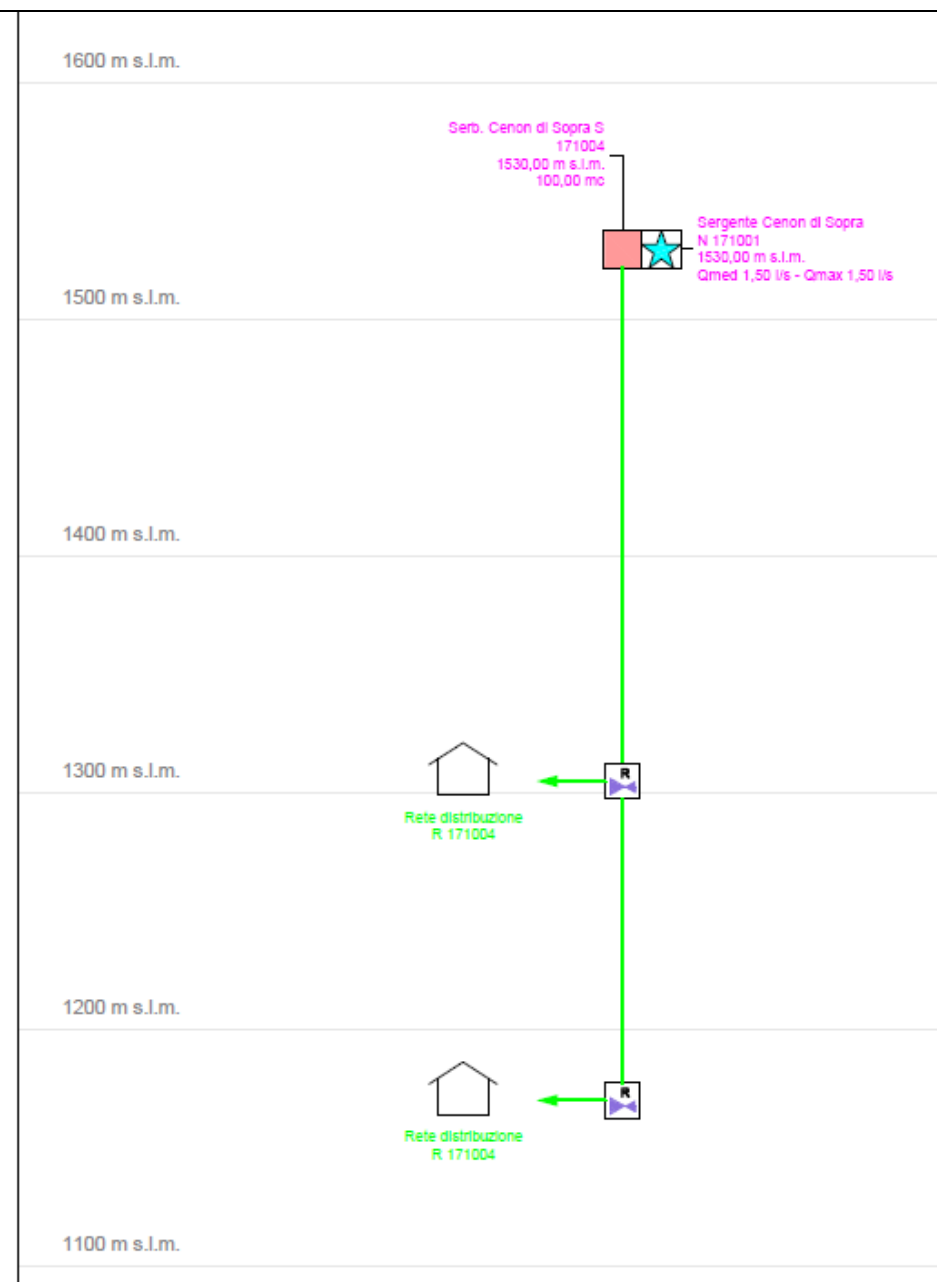 1600 m s.l.m.
Serb. Cenon di Sopra S
171004
1530,00 m s.l.m.
100,00 mc
Sergente Cenon di Sopra
N 171001
1530,00 m s.l.m.
Qmed 1,50 l/s - Qmax 1,50 l/s
1500 m s.l.m.
1400 m s.l.m.
1300 m s.l.m.
R
Rete distribuzione
R 171004
1200 m s.l.m.
R
Rete distribuzione
R 171004
1100 m s.l.m.